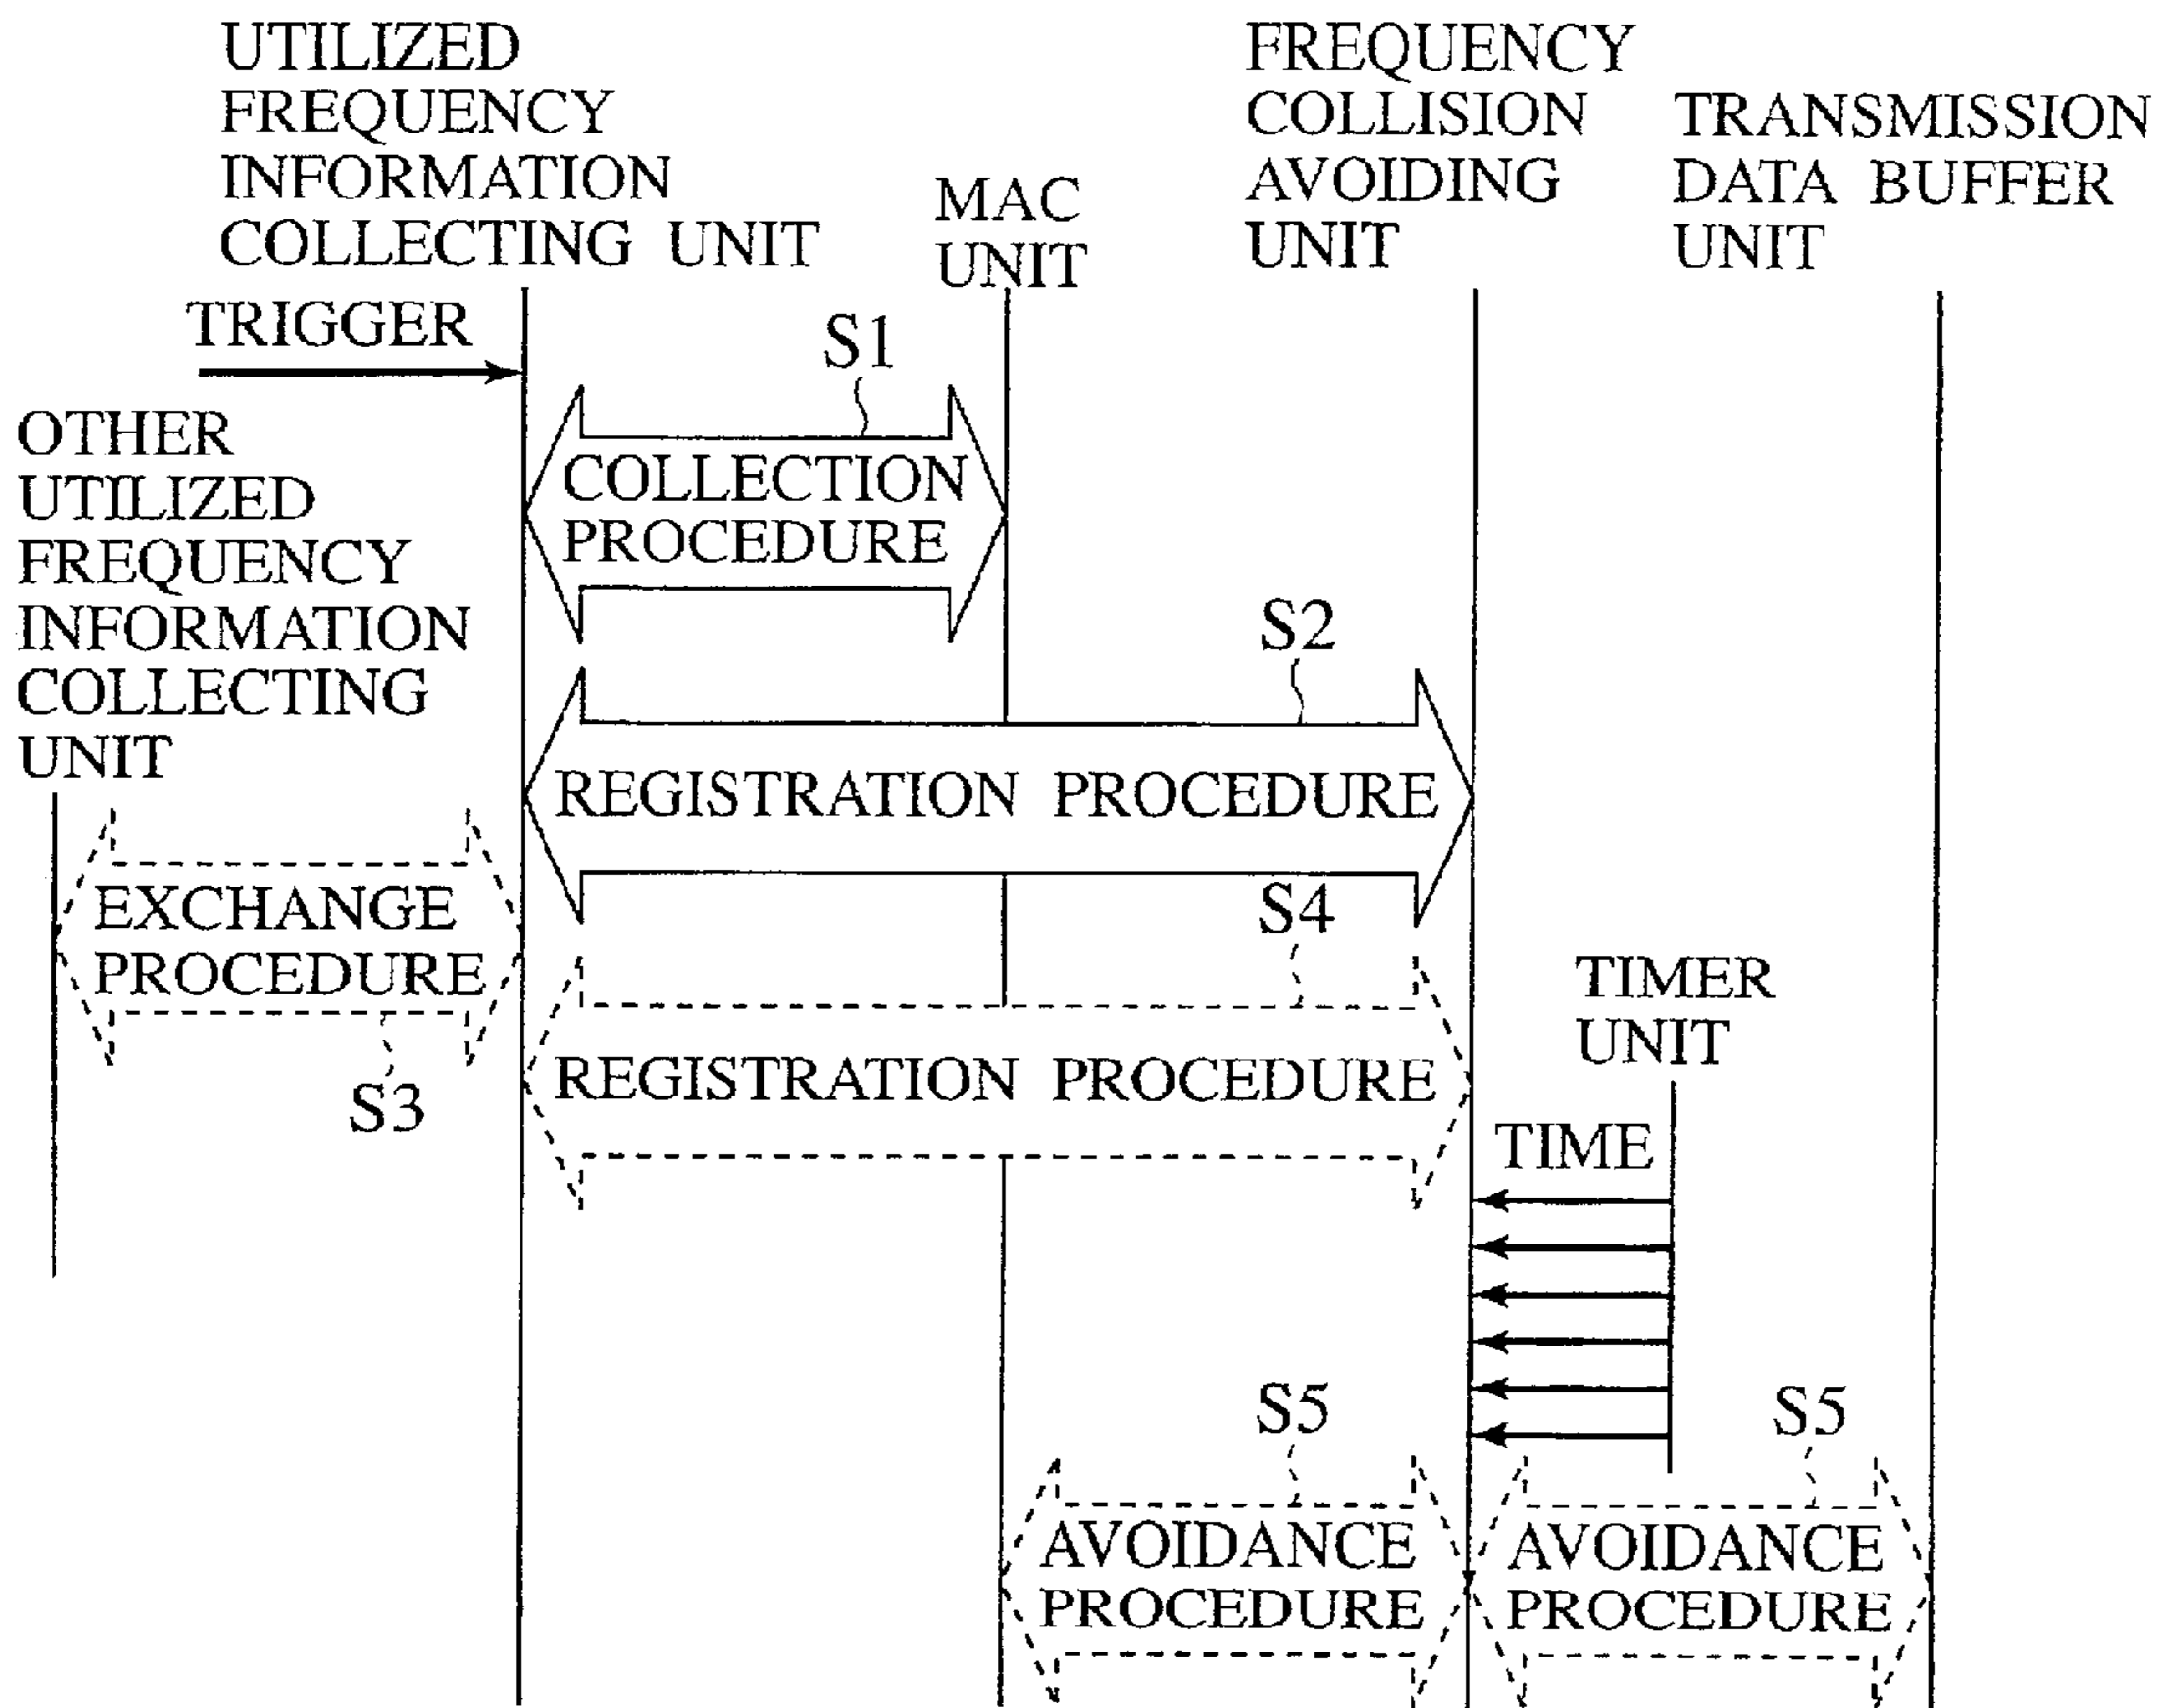 UTILIZED
FREQUENCY
INFORMATION
COLLECTING UNIT
MAC
UNIT
FREQUENCY
COLLISION
AVOIDING
UNIT
TRANSMISSION
DATA BUFFER
UNIT
TRIGGER
S1
OTHER
UTILIZED
FREQUENCY
INFORMATION
COLLECTING
UNIT
COLLECTION
PROCEDURE
S2
REGISTRATION PROCEDURE
EXCHANGE
PROCEDURE
S3
S4
REGISTRATION PROCEDURE
TIMER
UNIT
TIME
S5
S5
AVOIDANCE
PROCEDURE
AVOIDANCE
PROCEDURE